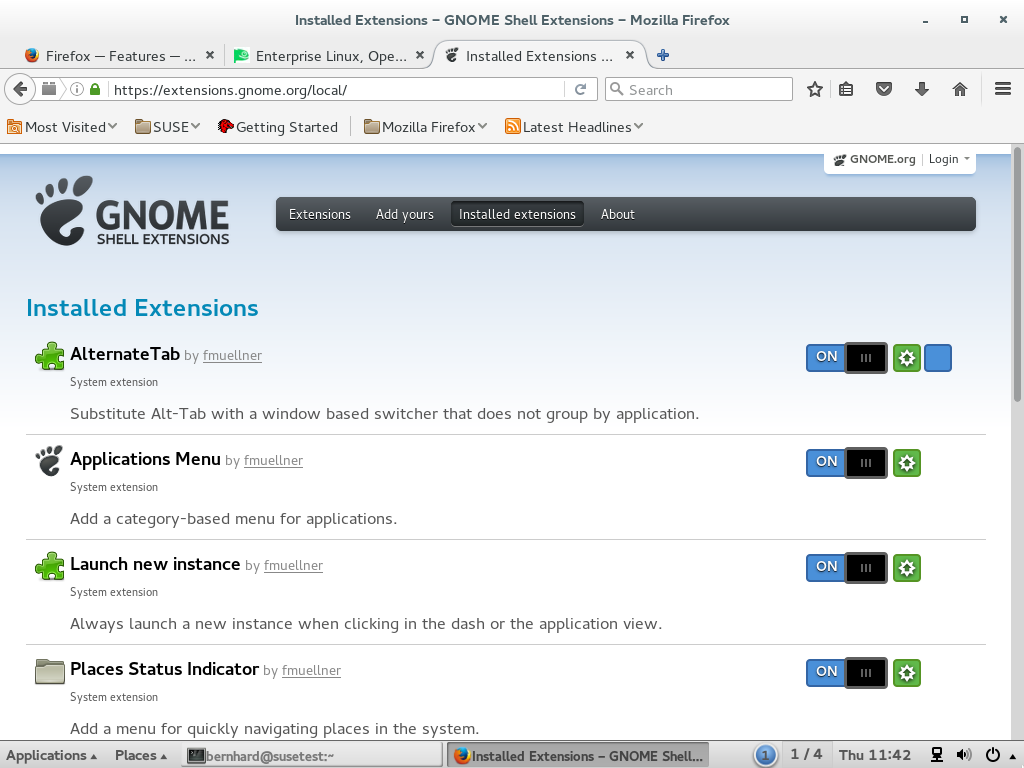 Installed Extensions – GNOME Shell Extensions – Mozilla Firefox
Firefox — Features — ...
Enterprise Linux, Ope...
Installed Extensions ...
https://extensions.gnome.org/local/
Search
Most Visited
SUSE
Getting Started
Mozilla Firefox
Latest Headlines
GNOME.org
Login
GNOME
SHELL EXTENSIONS
Extensions
Add yours
Installed extensions
About
Installed Extensions
AlternateTab by fmuellner
ON
System extension
Substitute Alt-Tab with a window based switcher that does not group by application.
Applications Menu by fmuellner
ON
System extension
Add a category-based menu for applications.
Launch new instance by fmuellner
ON
System extension
Always launch a new instance when clicking in the dash or the application view.
Places Status Indicator by fmuellner
ON
System extension
Add a menu for quickly navigating places in the system.
Applications
Places
bernhard@susetest:~
Installed Extensions – GNOME Shell...
1
1 / 4
Thu 11:42